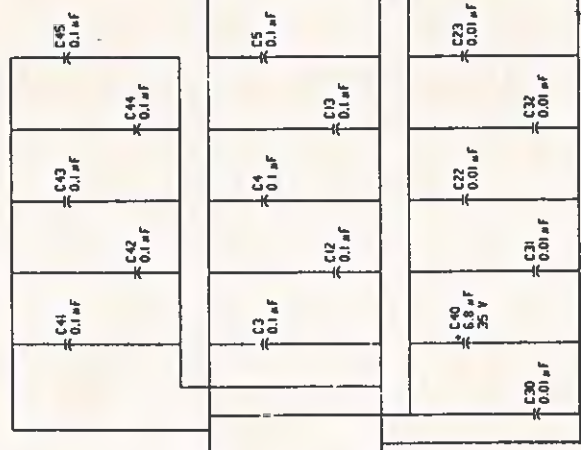 C45
0.1 µF
C44
0.1 µF
C43
0.1 µF
C42
0.1 µF
C41
0.1 µF
C5
0.1 µF
C13
0.1 µF
C4
0.1 µF
C12
0.1 µF
C3
0.1 µF
C23
0.01 µF
C32
0.01 µF
C22
0.01 µF
C31
0.01 µF
+ C40
6.8 µF
35 V
C30
0.01 µF